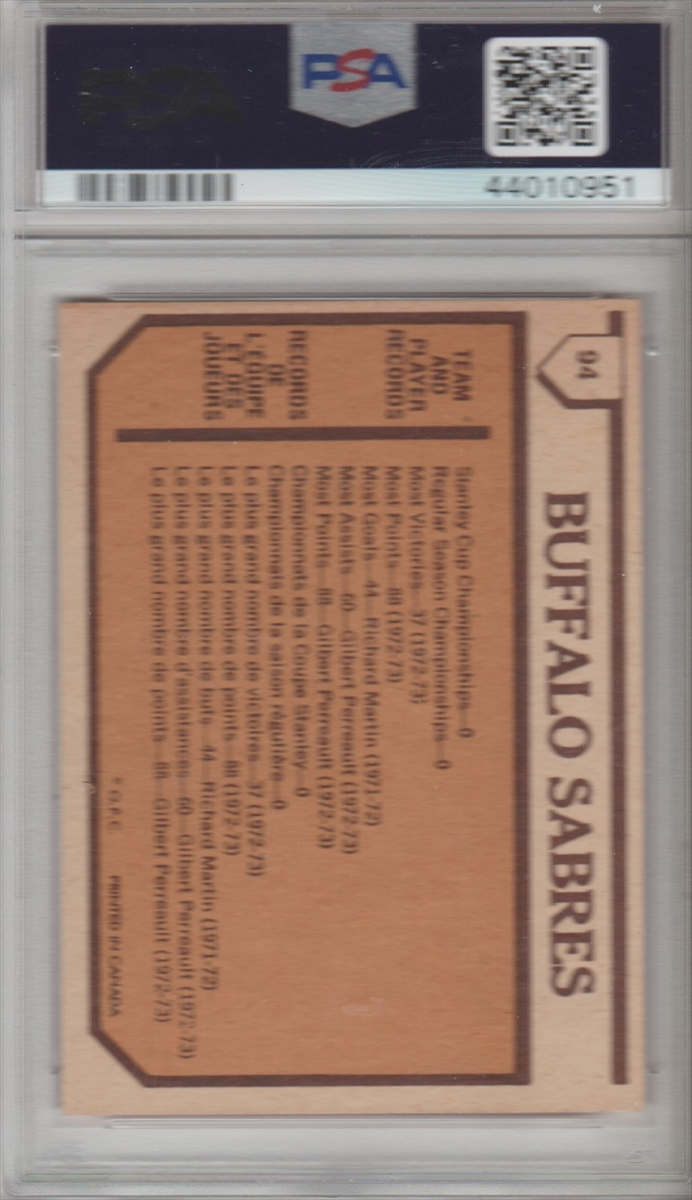 PSA
44010951
94
BUFFALO SABRES
TEAM
AND
PLAYER
RECORDS
Stanley Cup Championships—0
Regular Season Championships—0
Most Victories—37 (1972-73)
Most Points—88 (1972-73)
Most Goals—44—Richard Martin (1971-72)
Most Assists—60—Gilbert Perreault (1972-73)
Most Points—88—Gilbert Perreault (1972-73)
RECORDS
DE
L'EQUIPE
ET DES
JOUEURS
Championnats de la Coupe Stanley—0
Championnats de la saison régulière—0
Le plus grand nombre de victoires—37 (1972-73)
Le plus grand nombre de points—88 (1972-73)
Le plus grand nombre de buts—44—Richard Martin (1971-72)
Le plus grand nombre d'assistances—60—Gilbert Perreault (1972-73)
Le plus grand nombre de points—88—Gilbert Perreault (1972-73)
* O.P.C. PRINTED IN CANADA